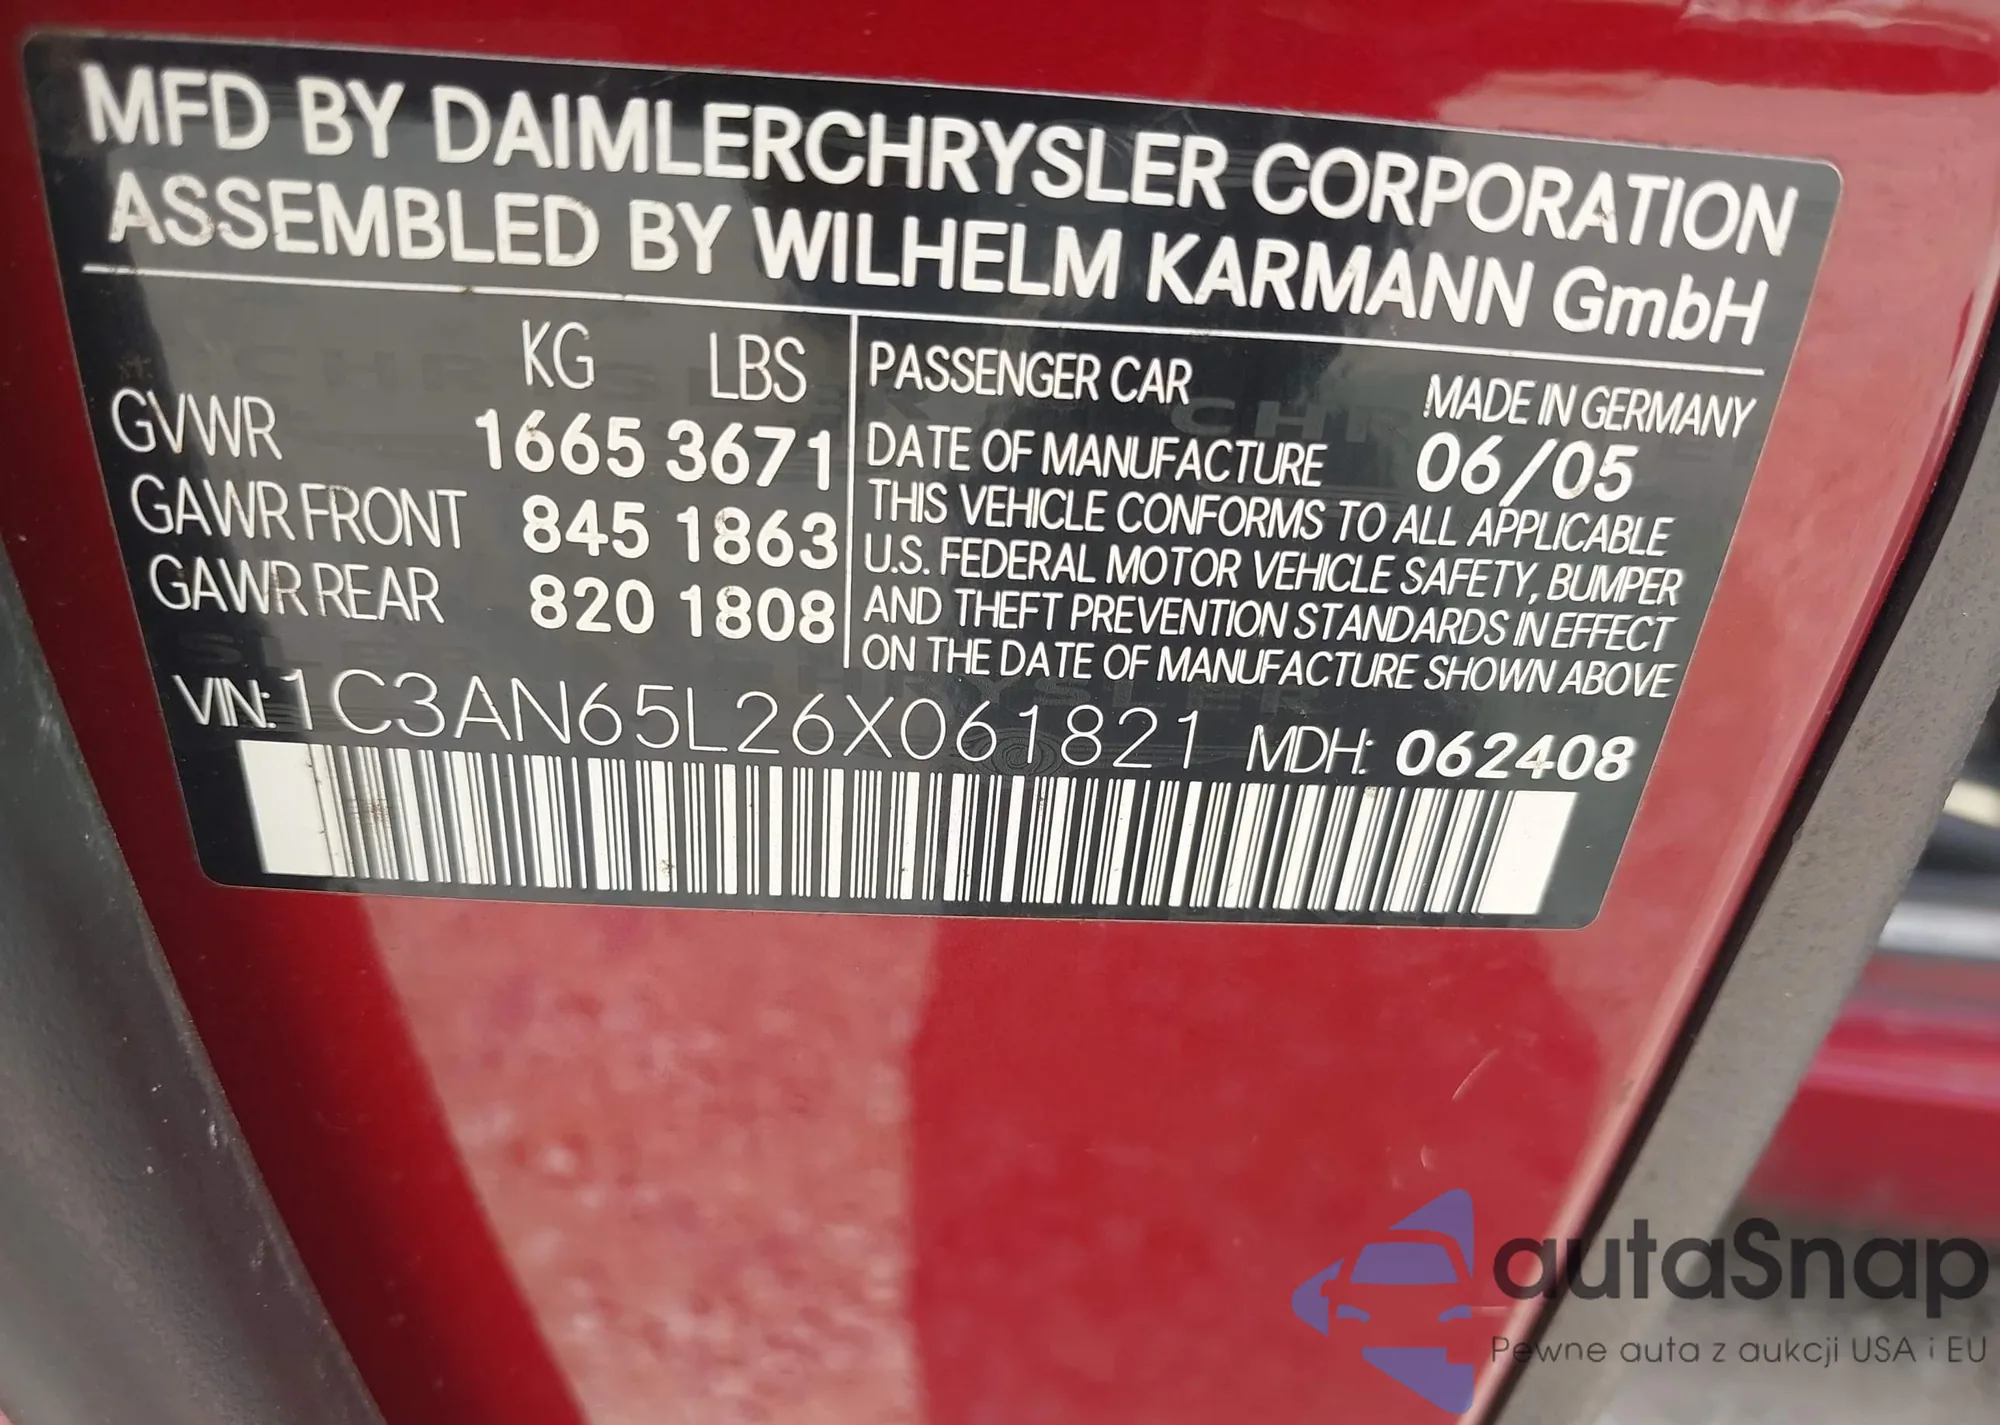 MFD BY DAIMLERCHRYSLER CORPORATION
ASSEMBLED BY WILHELM KARMANN GmbH
KG LBS
GVWR 1665 3671
GAWR FRONT 845 1863
GAWR REAR 820 1808
PASSENGER CAR MADE IN GERMANY
DATE OF MANUFACTURE 06/05
THIS VEHICLE CONFORMS TO ALL APPLICABLE
U.S. FEDERAL MOTOR VEHICLE SAFETY, BUMPER
AND THEFT PREVENTION STANDARDS IN EFFECT
ON THE DATE OF MANUFACTURE SHOWN ABOVE
VIN: 1C3AN65L26X061821 MDH: 062408
autaSnap
Pewne auta z aukcji USA i EU